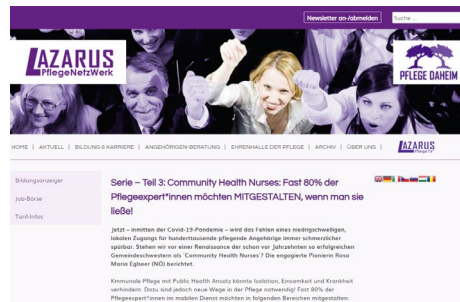 Newsletter an-/abmelden
Suche ...
LAZARUS
PflegeNetzWerk
PFLEGE DAHEIM
HOME | AKTUELL | BILDUNG & KARRIERE | ANGEHÖRIGEN-BERATUNG | EHRENHALLE DER PFLEGE | ARCHIV | ÜBER UNS |
LAZARUS
Pflege TV
Bildungsanzeiger
Job-Börse
Tarif-Infos
Serie – Teil 3: Community Health Nurses: Fast 80% der
Pflegeexpert*innen möchten MITGESTALTEN, wenn man sie
ließe!
Jetzt – inmitten der Covid-19-Pandemie – wird das Fehlen eines niedrigschwelligen,
lokalen Zugangs für hunderttausende pflegende Angehörige immer schmerzlicher
spürbar. Stehen wir vor einer Renaissance der schon vor Jahrzehnten so erfolgreichen
Gemeindeschwestern als 'Community Health Nurses'? Die engagierte Pionierin Rosa
Maria Eglseer (NÖ) berichtet.
Kmmunale Pflege mit Public Health Ansatz könnte Isolation, Einsamkeit und Krankheit
verhindern. Dazu sind jedoch neue Wege in der Pflege notwendig! Fast 80% der
Pflegeexpert*innen im mobilen Dienst möchten in folgenden Bereichen mitgestalten: